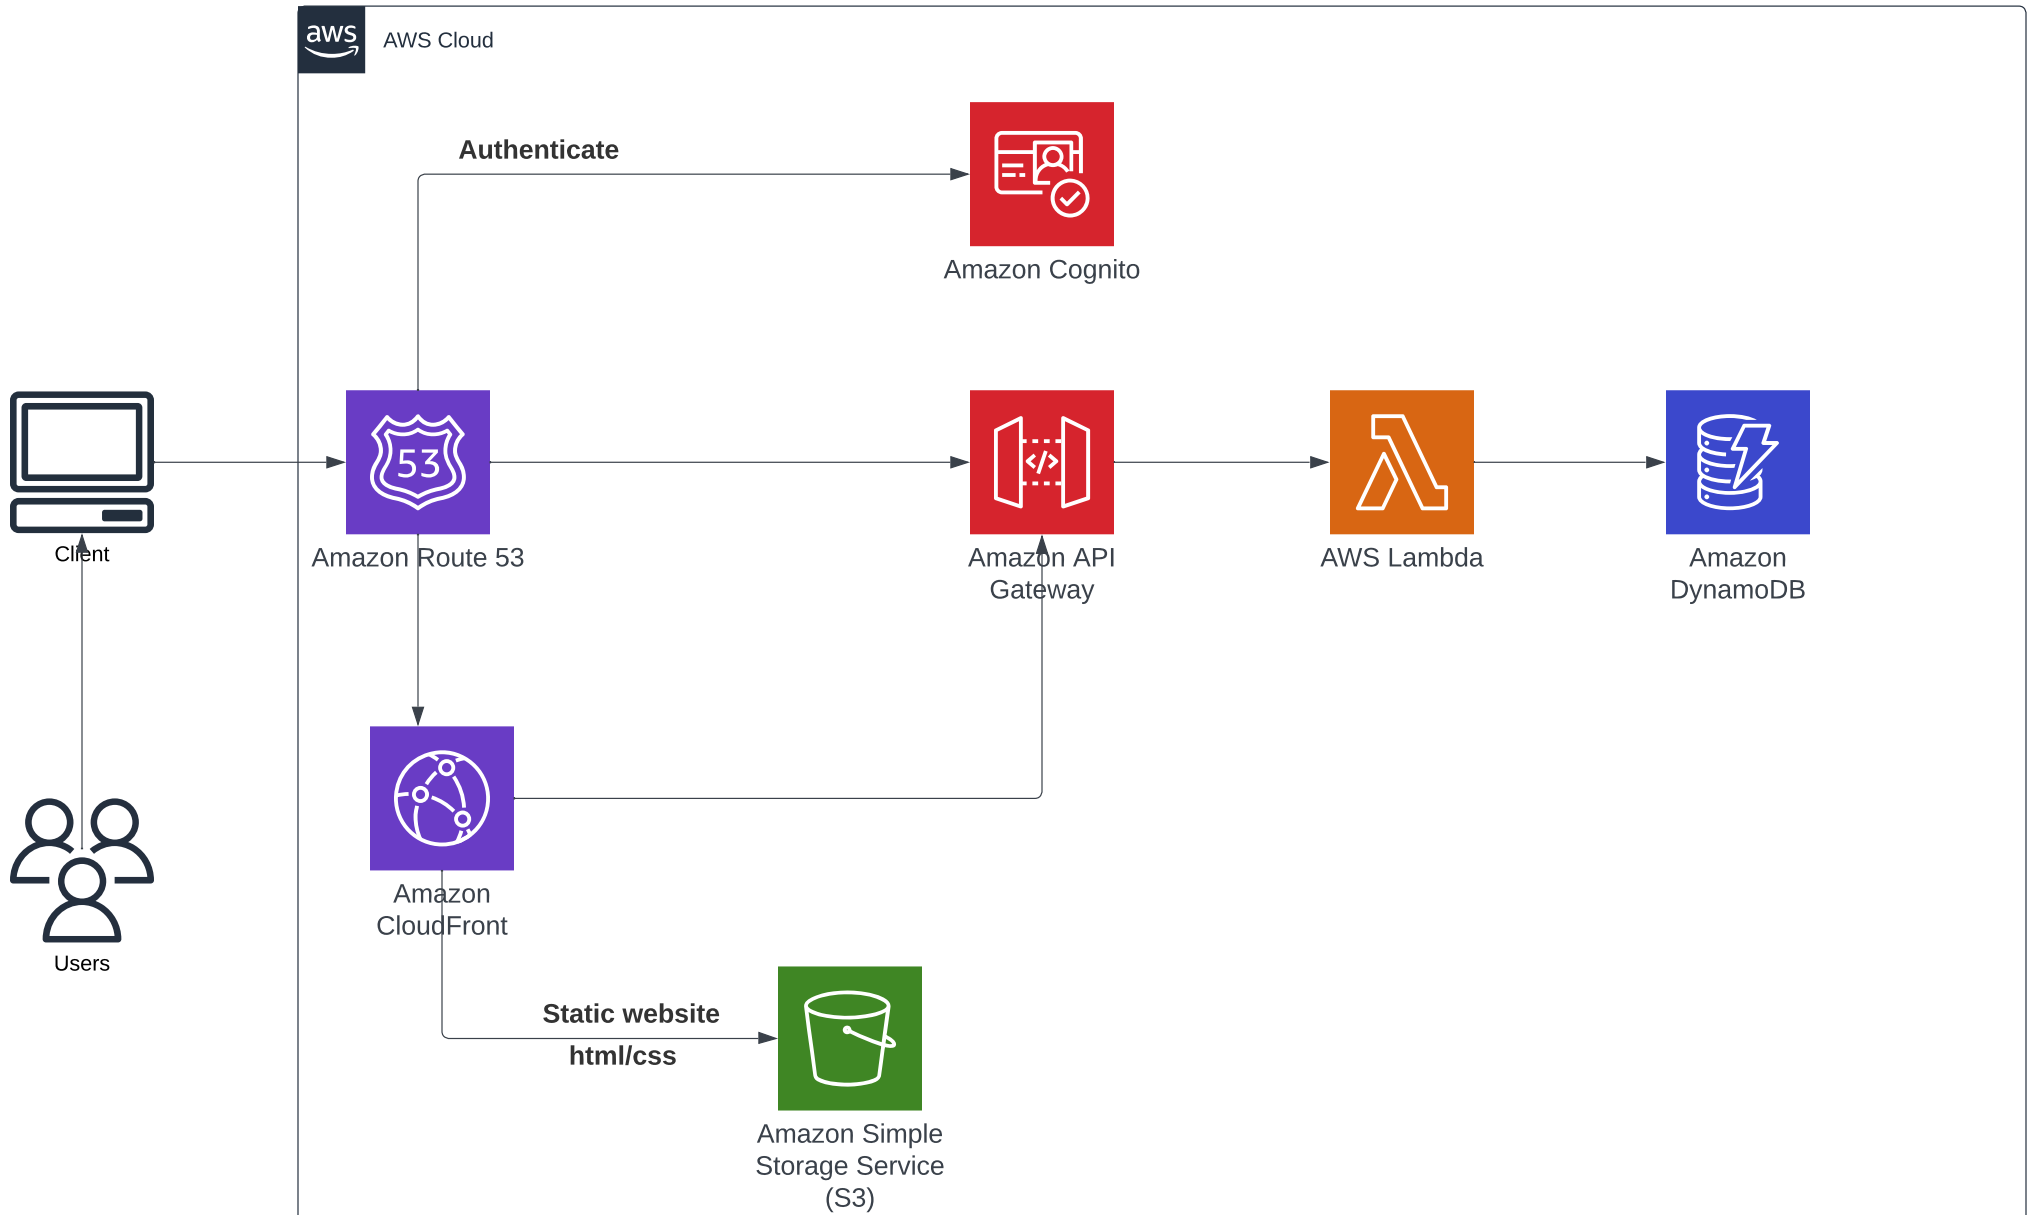 aws
AWS Cloud
Authenticate
Amazon Cognito
53
Client
Amazon Route 53
Amazon API
Gateway
AWS Lambda
Amazon
DynamoDB
Amazon
CloudFront
Users
Static website
html/css
Amazon Simple
Storage Service
(S3)